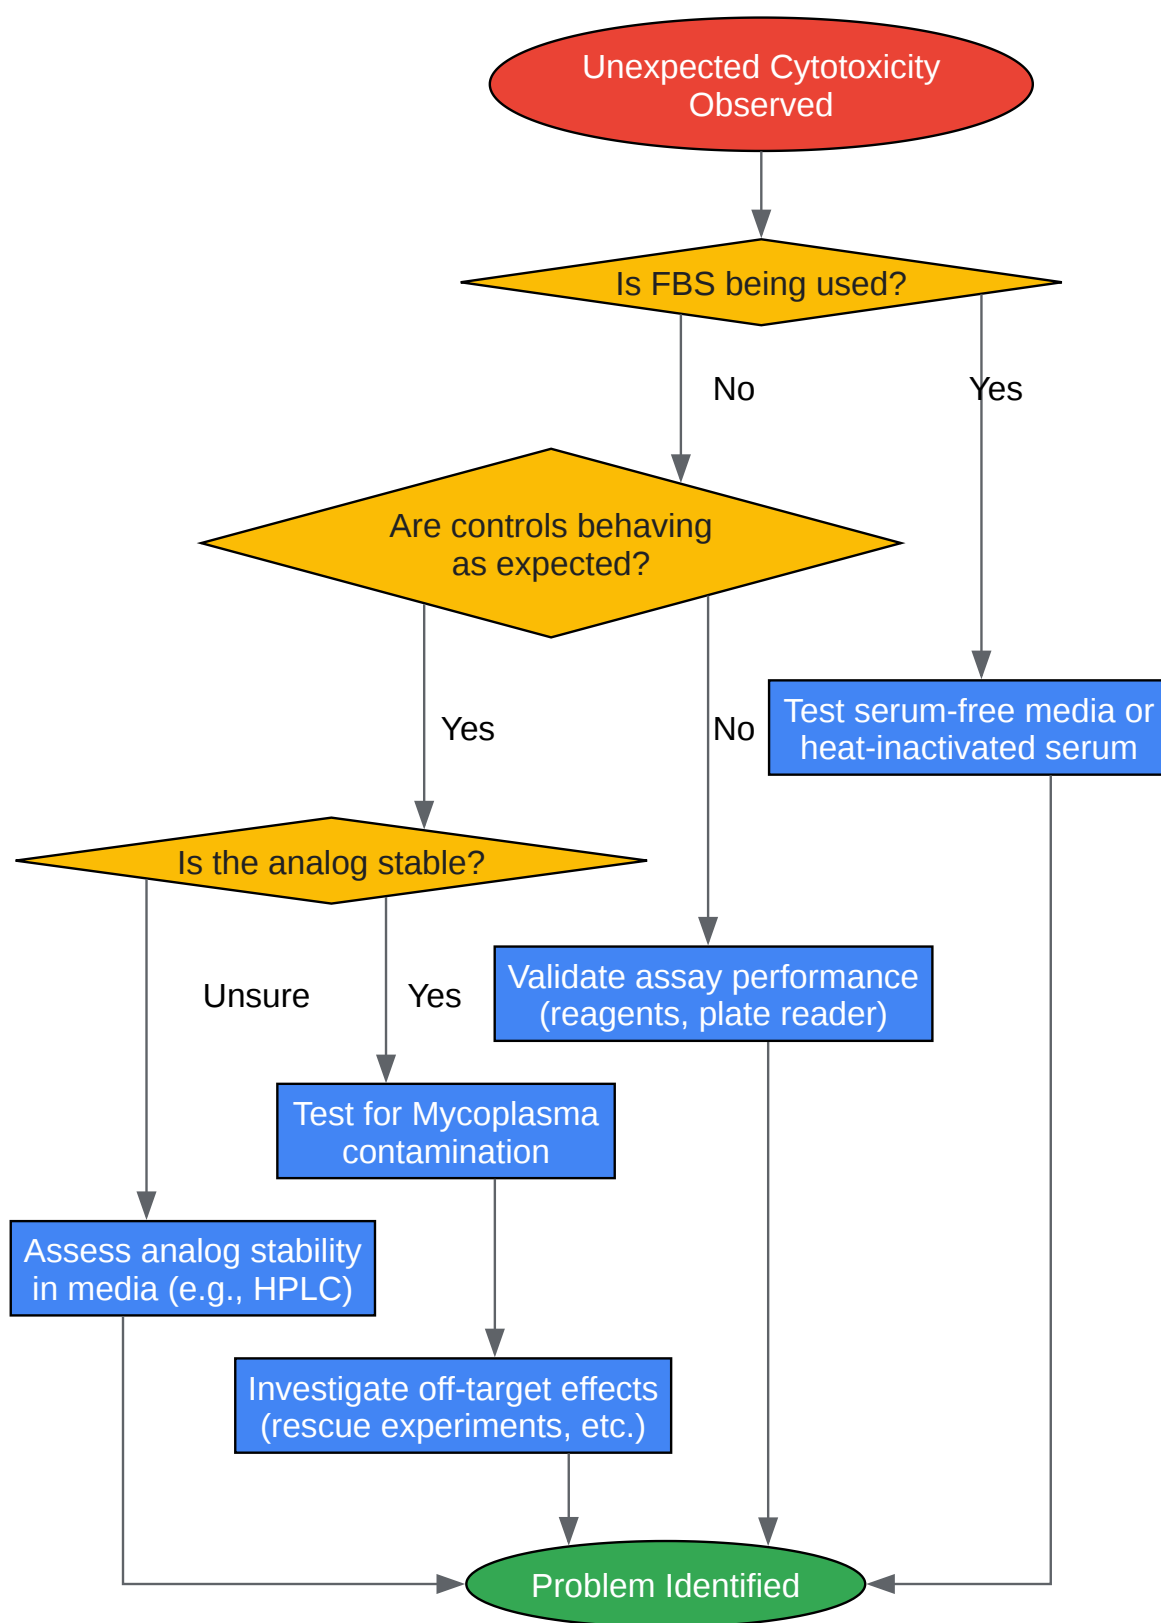 Unexpected Cytotoxicity
Observed
Is FBS being used?
No
Yes
Are controls behaving
as expected?
Test serum-free media or
heat-inactivated serum
Yes
No
Is the analog stable?
Validate assay performance
(reagents, plate reader)
Unsure
Yes
Test for Mycoplasma
contamination
Assess analog stability
in media (e.g., HPLC)
Investigate off-target effects
(rescue experiments, etc.)
Problem Identified